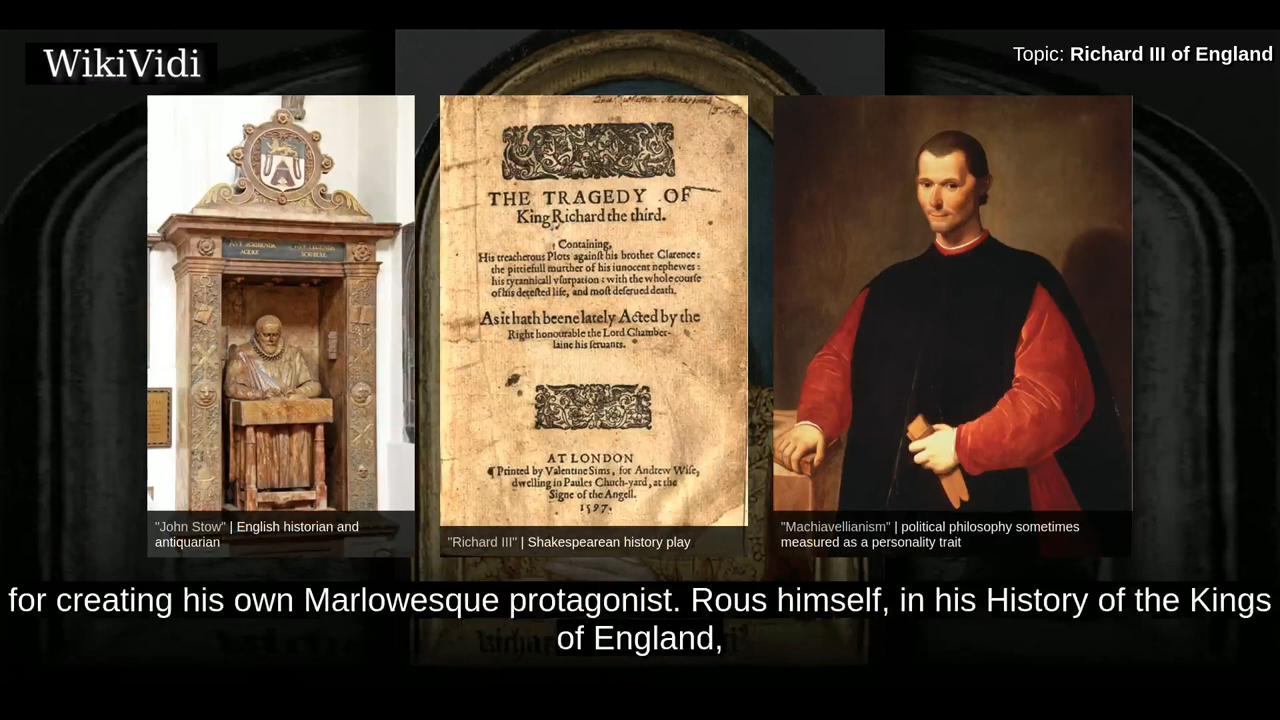 WikiVidi
Topic: Richard III of England
THE TRAGEDY OF
King Richard the third.
Containing,
His treacherous Plots againſt his brother Clarence:
the pittiefull murther of his iunocent nephewes:
his tyrannicall vſurpation: with the whole courſe
of his deteſted life, and moſt deſerued death.
As it hath beene lately Acted by the
Right honourable the Lord Chamber-
laine his ſeruants.
AT LONDON
¶ Printed by Valentine Sims, for Andrew Wiſe,
dwelling in Paules Chuch-yard, at the
Signe of the Angell.
1597.
"John Stow" | English historian and
antiquarian
"Richard III" | Shakespearean history play
"Machiavellianism" | political philosophy sometimes
measured as a personality trait
for creating his own Marlowesque protagonist. Rous himself, in his History of the Kings
of England,